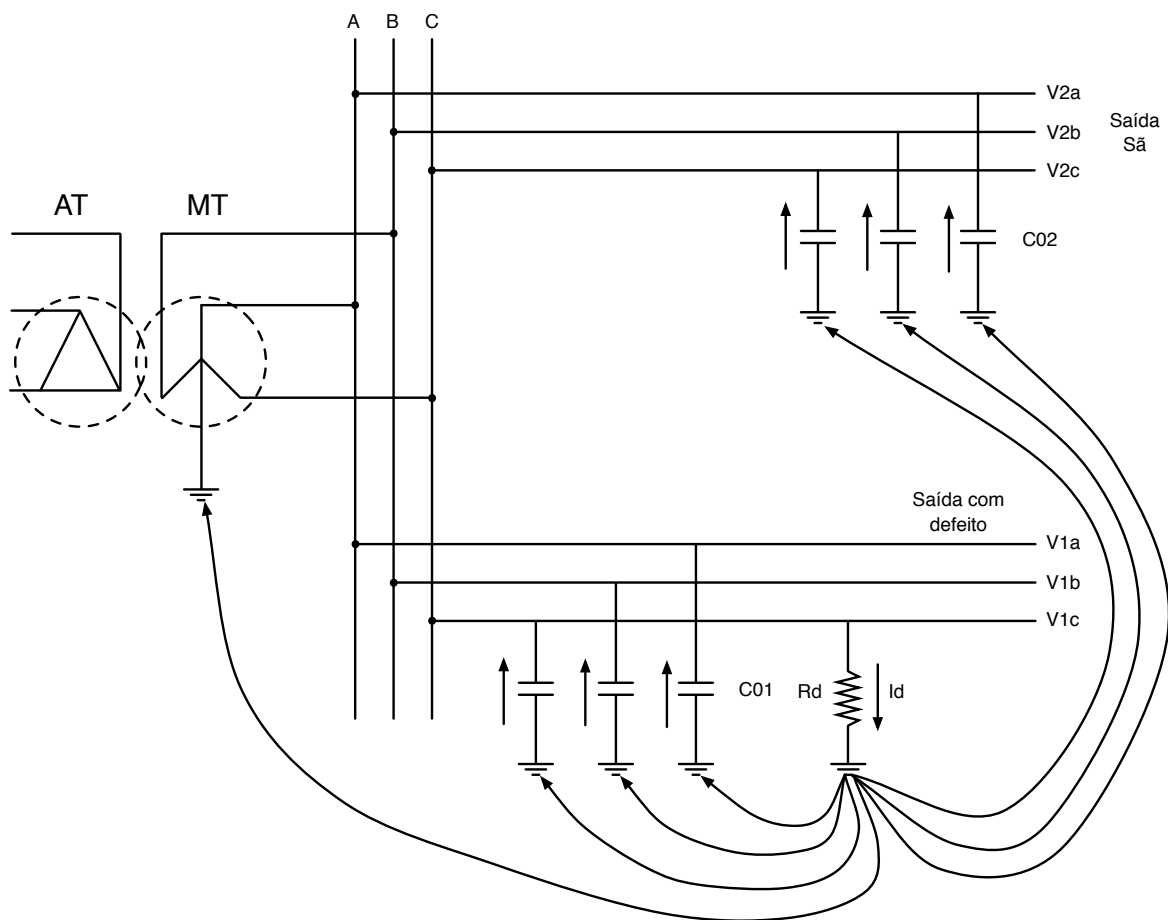 A B C
V2a
V2b
V2c
Saída
Sã
AT MT
C02
Saída com
defeito
V1a
V1b
V1c
C01 Rd Id